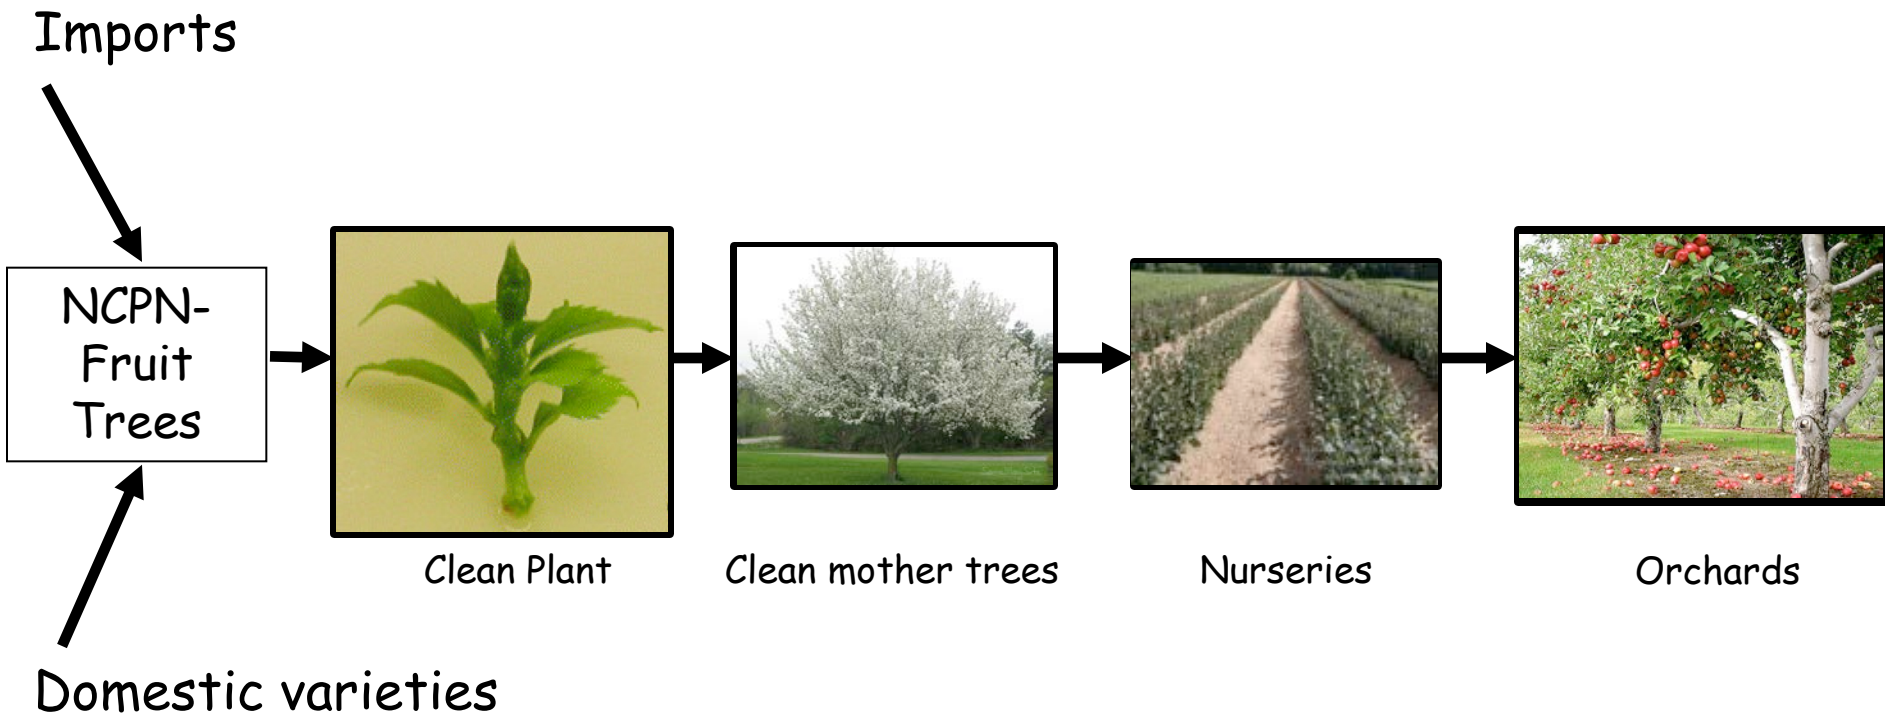 Imports
NCPN-
Fruit
Trees
Clean Plant
Clean mother trees
Nurseries
Orchards
Domestic varieties